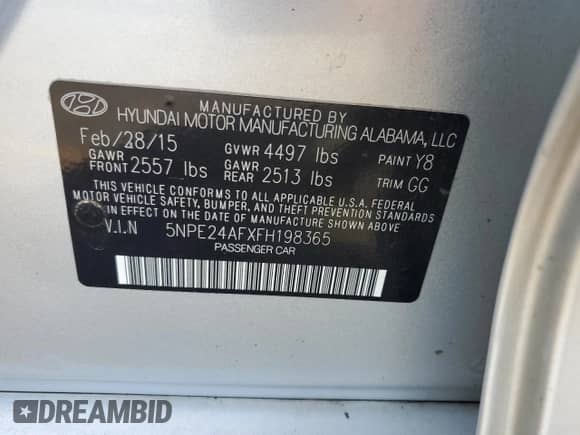 MANUFACTURED BY
HYUNDAI MOTOR MANUFACTURING ALABAMA, LLC
Feb/28/15 GVWR 4497 lbs PAINT Y8
GAWR FRONT 2557 lbs GAWR REAR 2513 lbs TRIM GG
THIS VEHICLE CONFORMS TO ALL APPLICABLE U.S.A. FEDERAL
MOTOR VEHICLE SAFETY, BUMPER, AND THEFT PREVENTION STANDARDS
IN EFFECT ON THE DATE OF MANUFACTURE SHOWN ABOVE
V.I.N 5NPE24AFXFH198365
PASSENGER CAR
DREAMBID